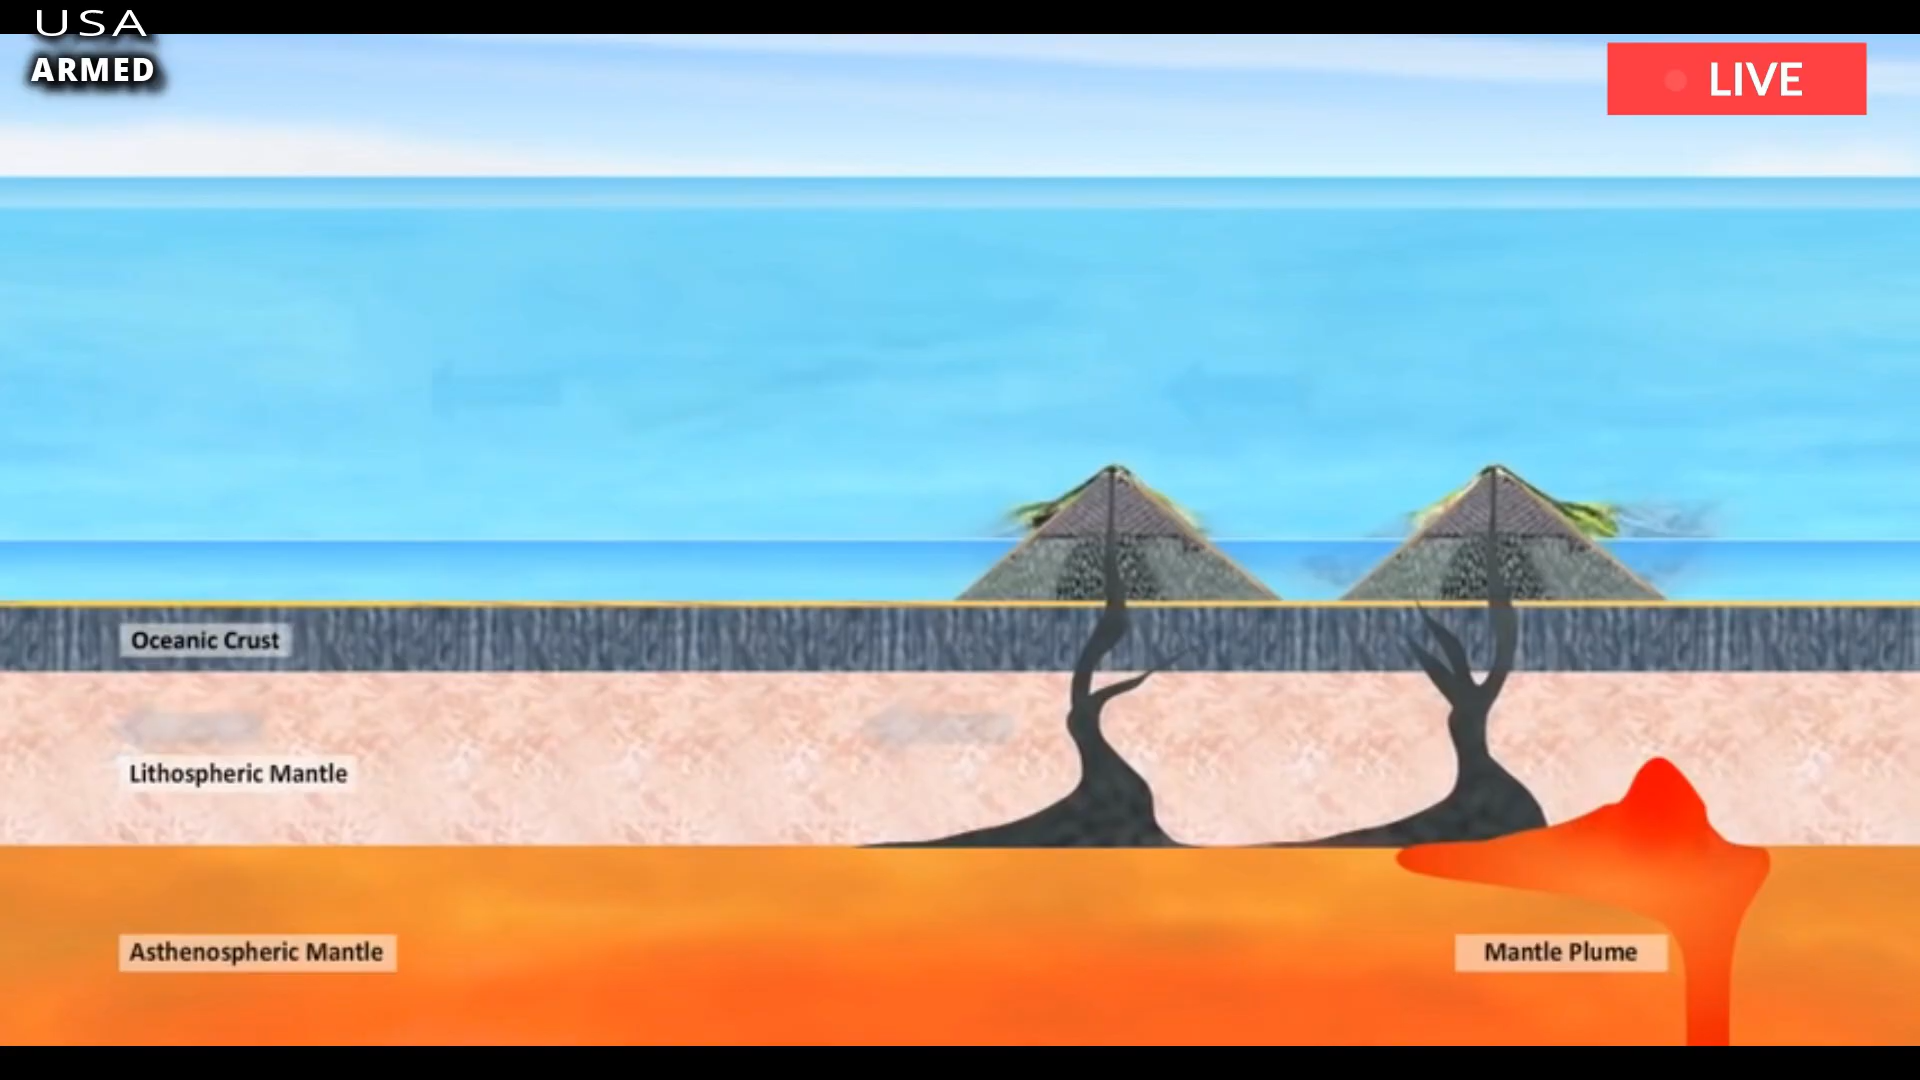 USA
ARMED
LIVE
Oceanic Crust
Lithospheric Mantle
Asthenospheric Mantle
Mantle Plume